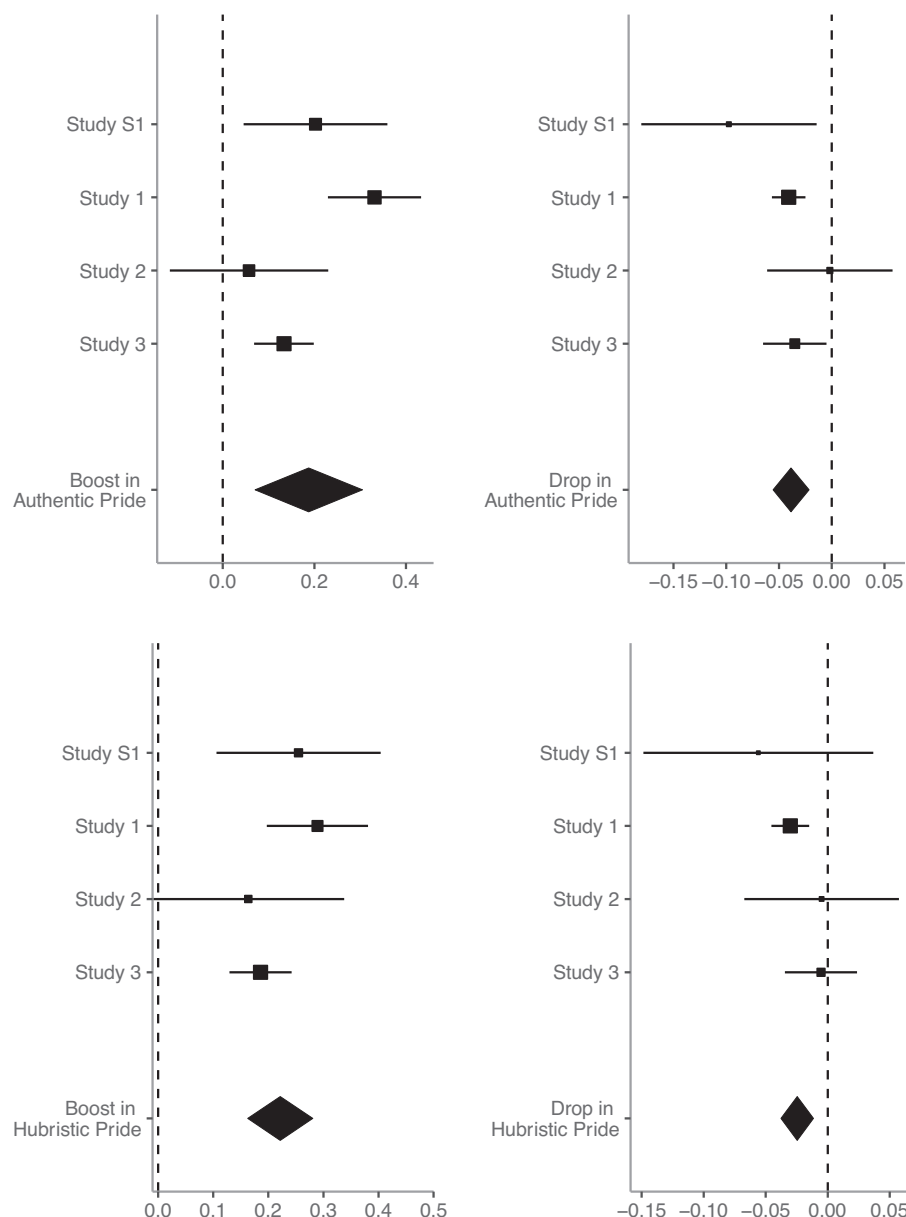 Study S1
Study 1
Study 2
Study 3
Boost in
Authentic Pride
0.0 0.2 0.4
Study S1
Study 1
Study 2
Study 3
Drop in
Authentic Pride
−0.15 −0.10 −0.05 0.00 0.05
Study S1
Study 1
Study 2
Study 3
Boost in
Hubristic Pride
0.0 0.1 0.2 0.3 0.4 0.5
Study S1
Study 1
Study 2
Study 3
Drop in
Hubristic Pride
−0.15 −0.10 −0.05 0.00 0.05